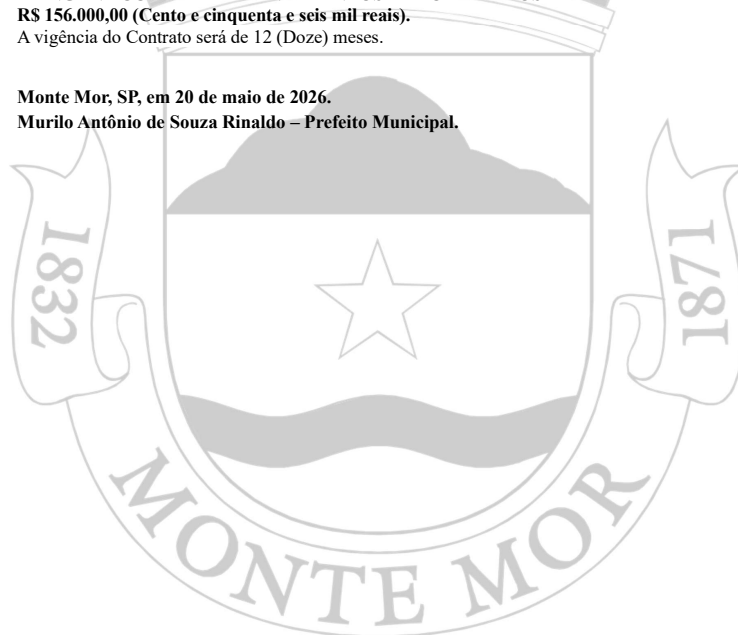 R$ 156.000,00 (Cento e cinquenta e seis mil reais).
A vigência do Contrato será de 12 (Doze) meses.
Monte Mor, SP, em 20 de maio de 2026.
Murilo Antônio de Souza Rinaldo – Prefeito Municipal.
1832
1871
MONTE MOR